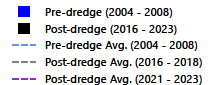 Pre-dredge (2004 - 2008)
Post-dredge (2016 - 2023)
Pre-dredge Avg. (2004 - 2008)
Post-dredge Avg. (2016 - 2018)
Post-dredge Avg. (2021 - 2023)